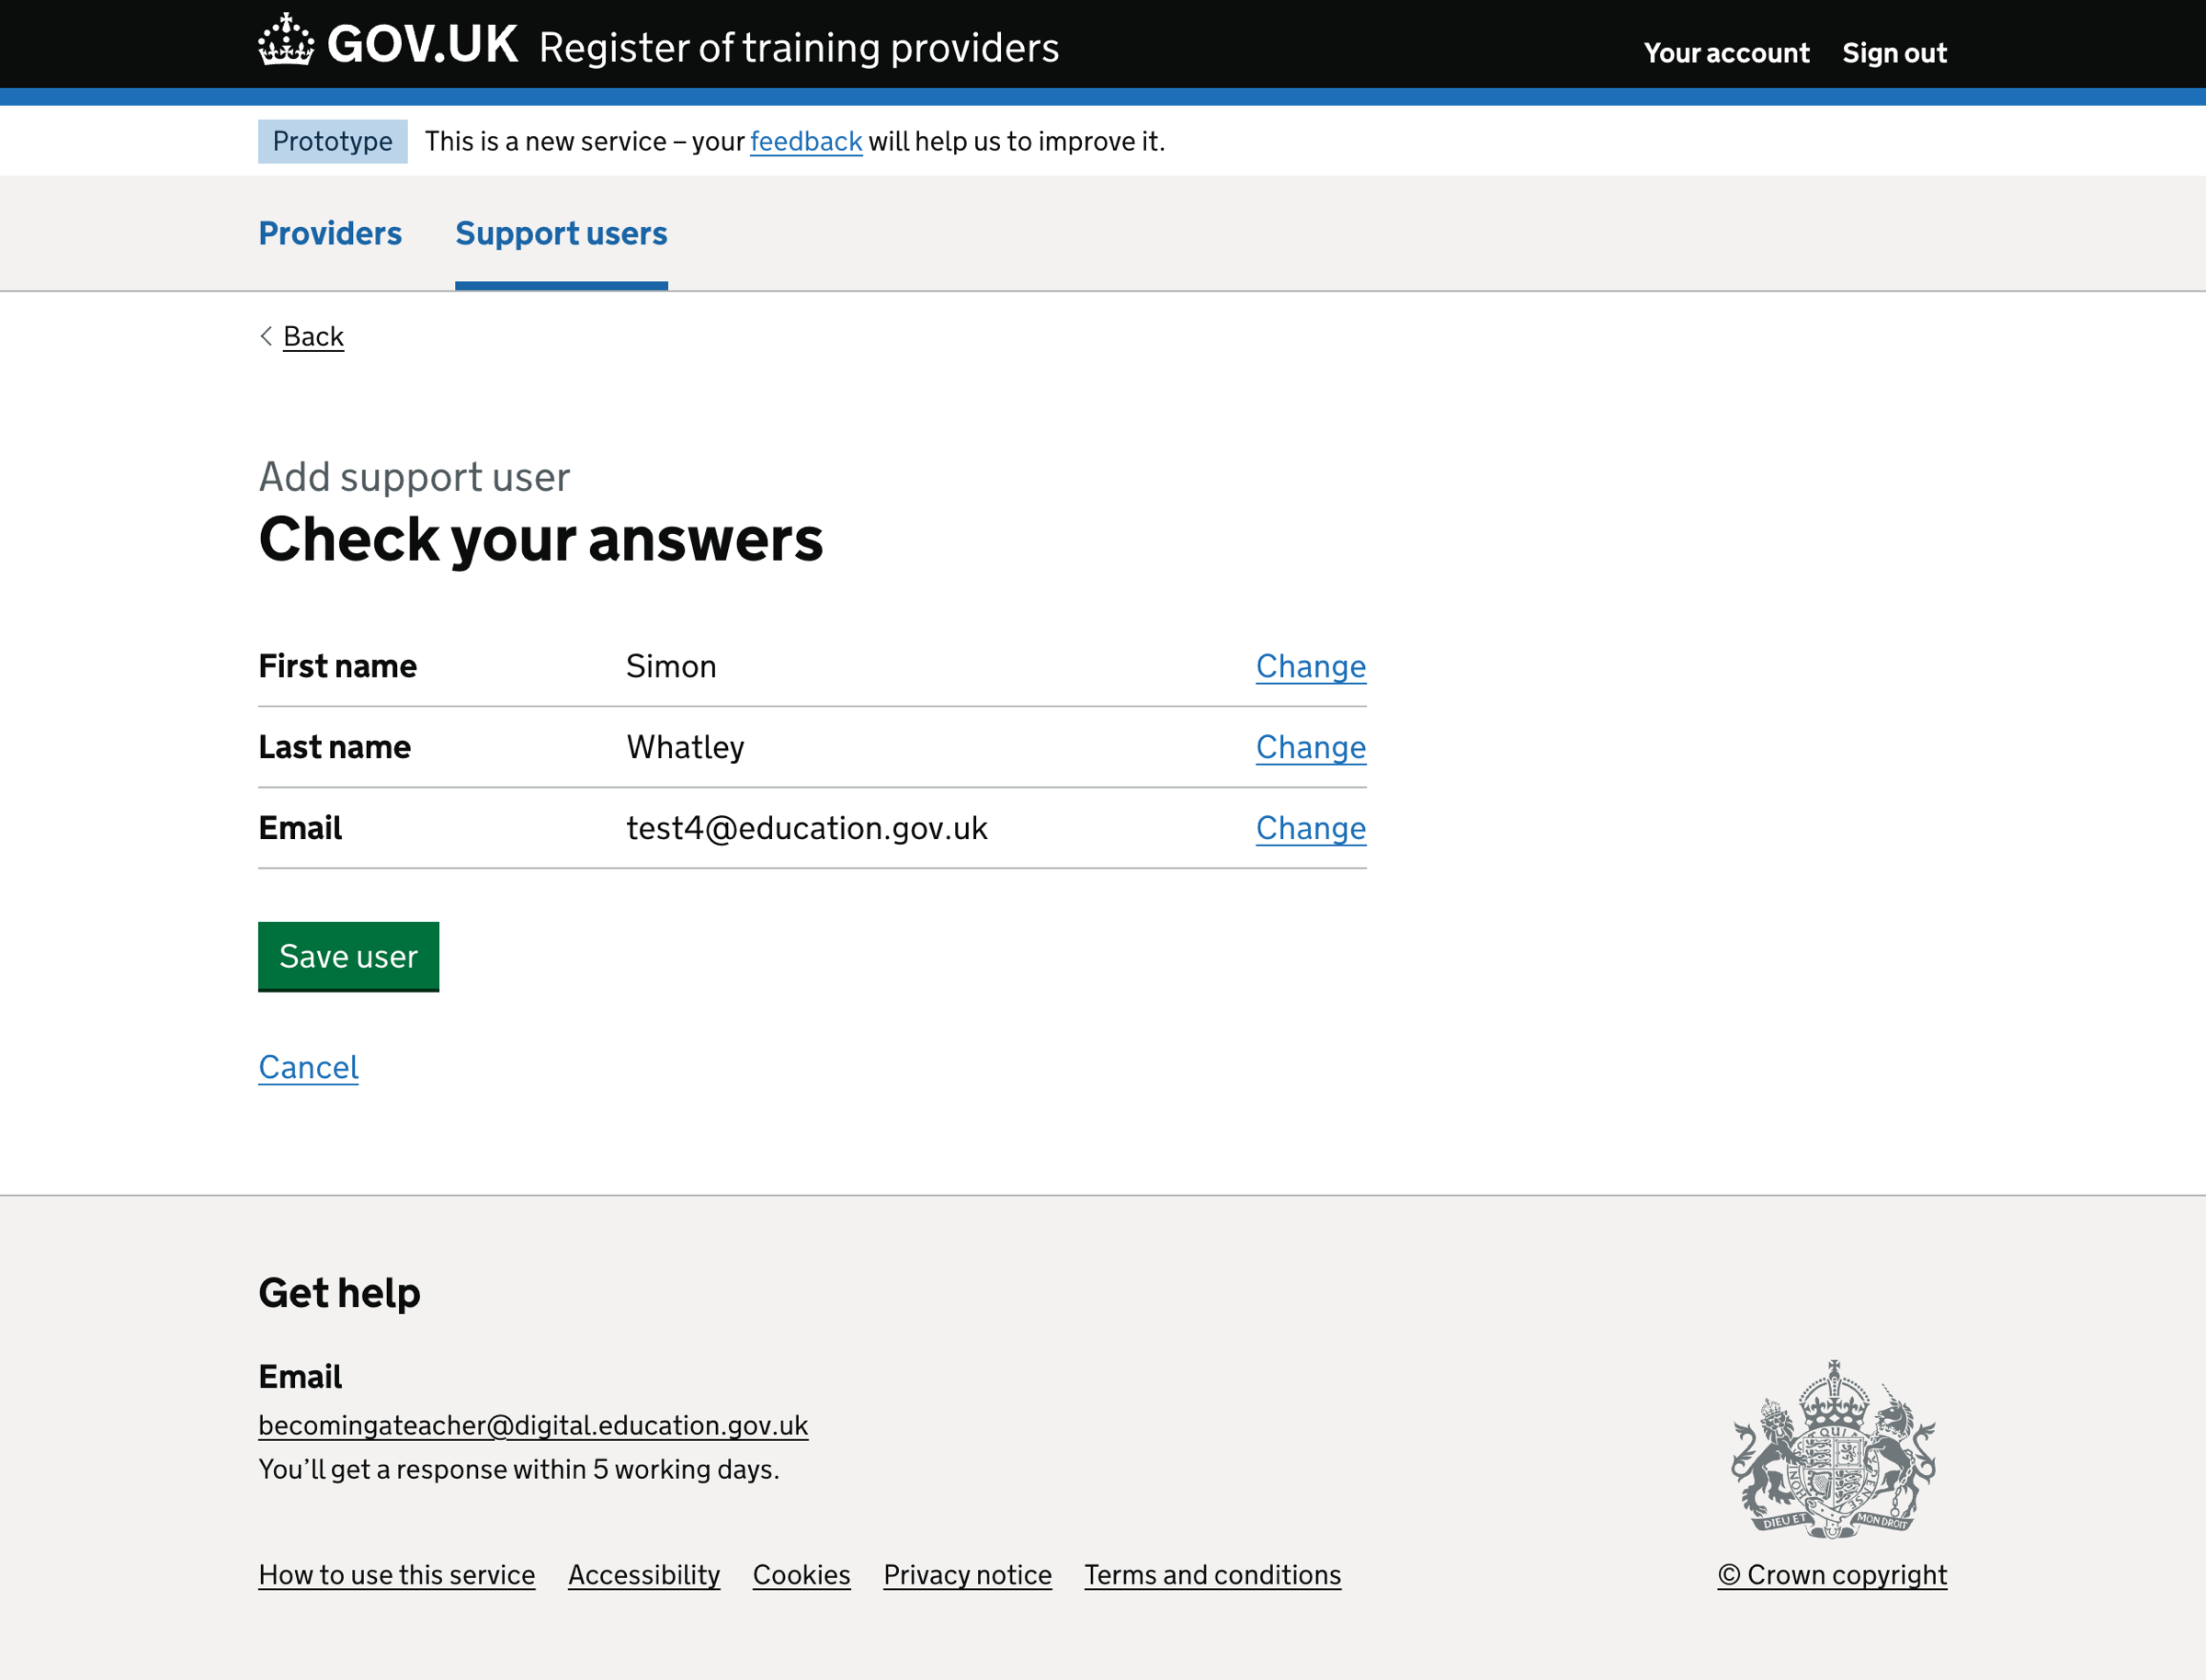 GOV.UK Register of training providers
Your account Sign out
Prototype This is a new service – your feedback will help us to improve it.
Providers Support users
Back
Add support user
Check your answers
First name Simon Change
Last name Whatley Change
Email test4@education.gov.uk Change
Save user
Cancel
Get help
Email
becomingateacher@digital.education.gov.uk
You’ll get a response within 5 working days.
DIEU ET MON DROIT
How to use this service Accessibility Cookies Privacy notice Terms and conditions
© Crown copyright